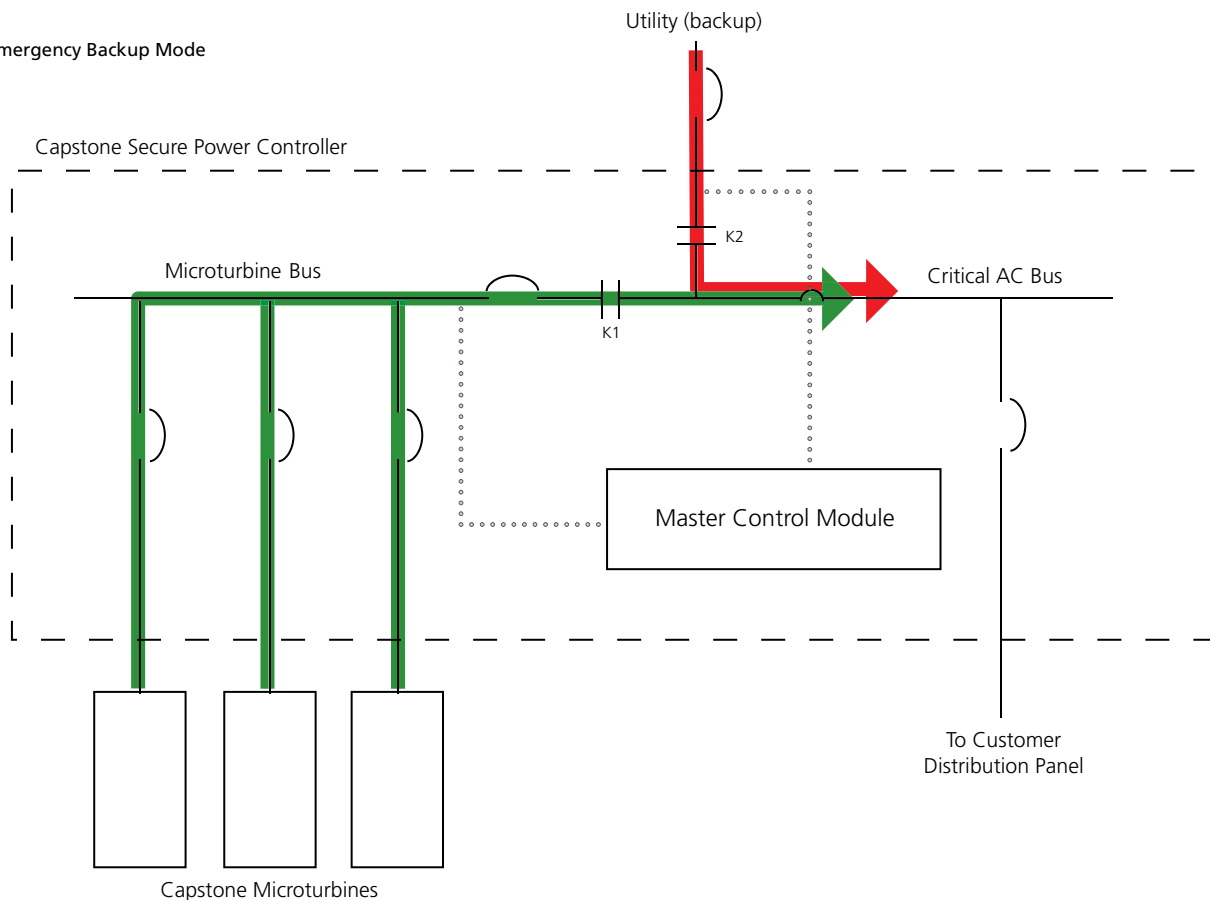 Utility (backup)
mergency Backup Mode
Capstone Secure Power Controller
K2
Microturbine Bus
Critical AC Bus
K1
Master Control Module
To Customer
Distribution Panel
Capstone Microturbines